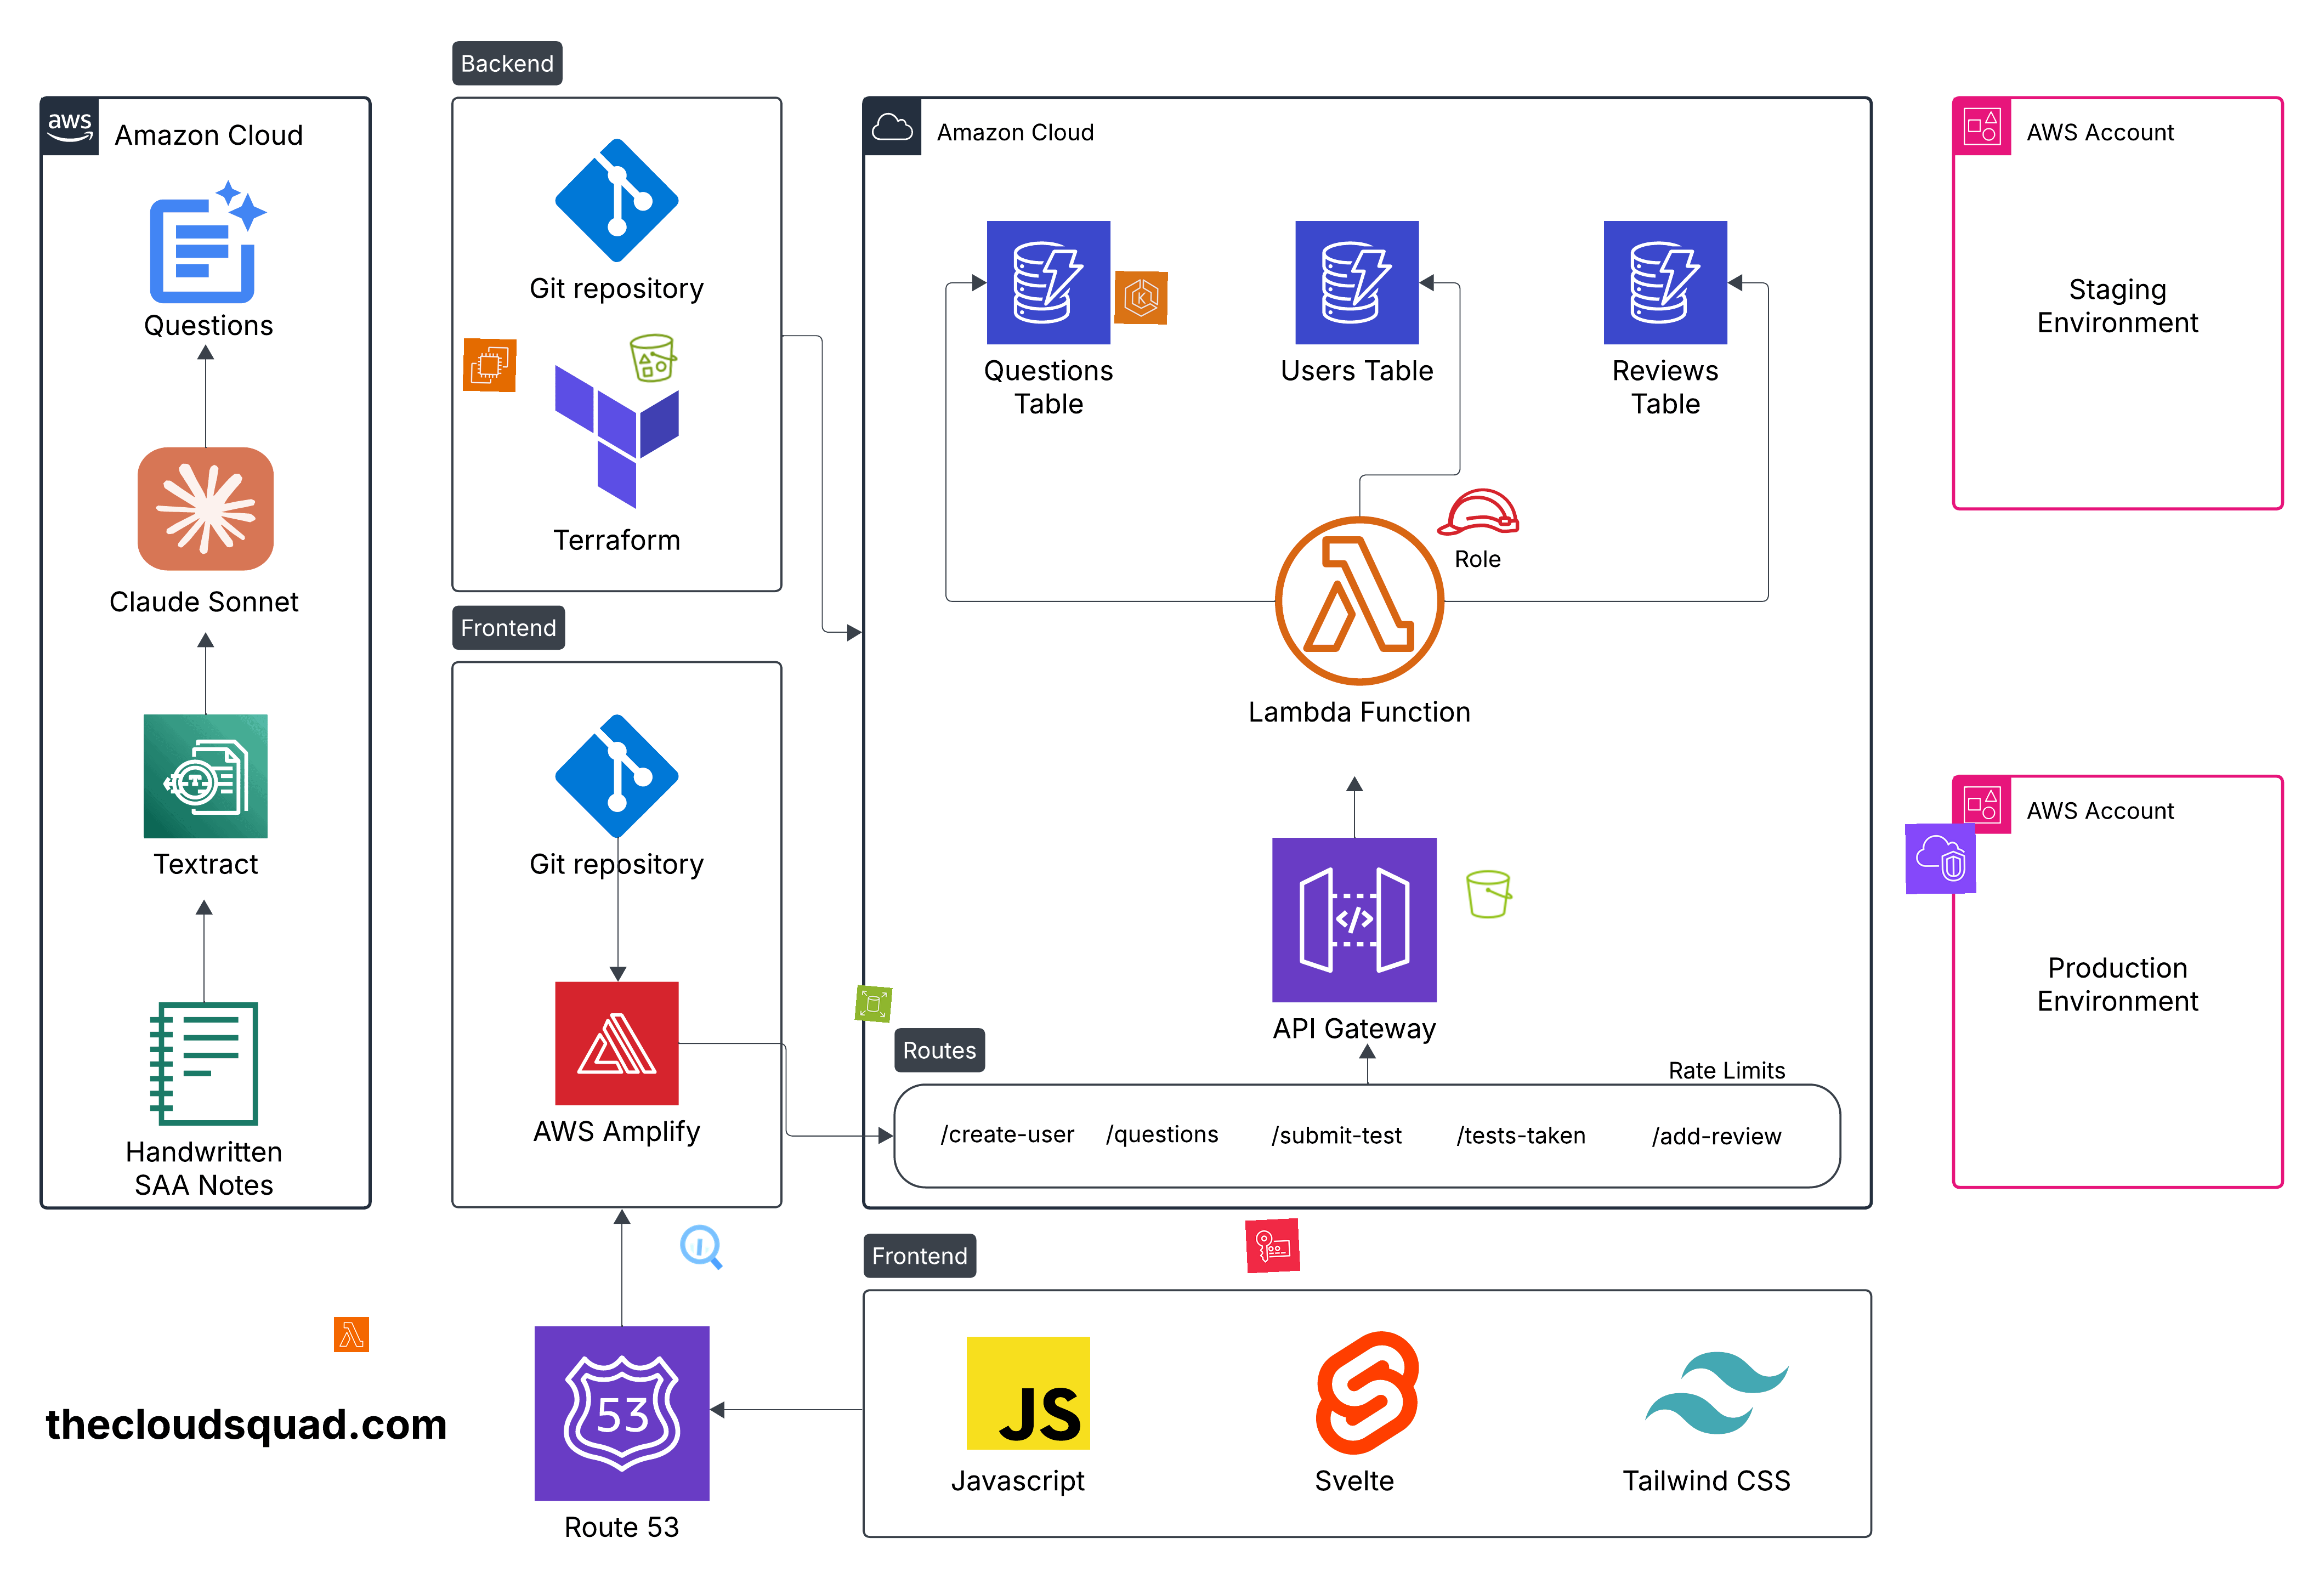 Backend
aws
Amazon Cloud
Questions
Claude Sonnet
Textract
Handwritten
SAA Notes
Git repository
Terraform
Frontend
Git repository
AWS Amplify
Amazon Cloud
Questions
Table
Users Table
Reviews
Table
K
Role
Lambda Function
</>
API Gateway
Routes
Rate Limits
/create-user
/questions
/submit-test
/tests-taken
/add-review
AWS Account
Staging
Environment
AWS Account
Production
Environment
thecloudsquad.com
53
Route 53
Frontend
JS
Javascript
Svelte
Tailwind CSS